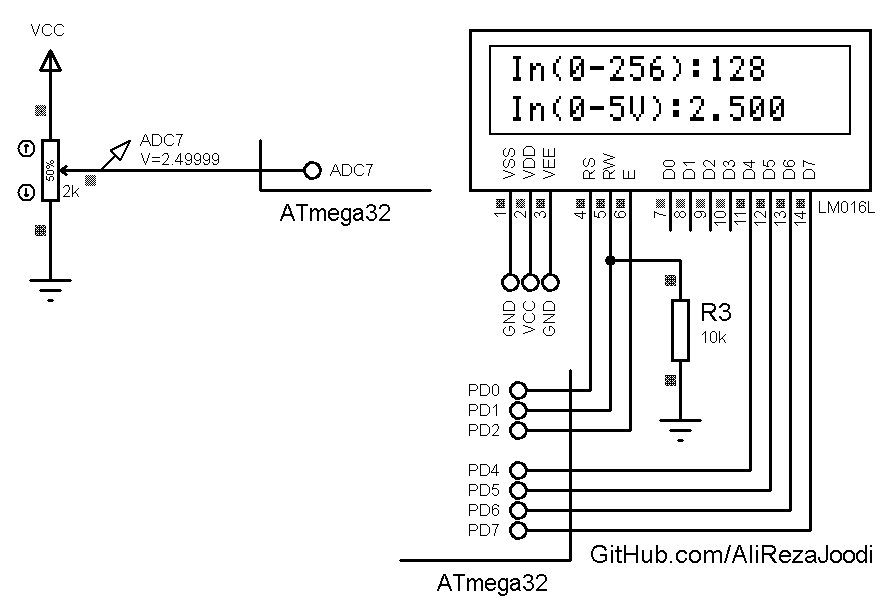 VCC
50%
2k
ADC7
V=2.49999
ADC7
ATmega32
In(0-256):128
In(0-5V):2.500
VSS
VDD
VEE
RS
RW
E
D0
D1
D2
D3
D4
D5
D6
D7
1
2
3
4
5
6
7
8
9
10
11
12
13
14
LM016L
GND
VCC
GND
R3
10k
PD0
PD1
PD2
PD4
PD5
PD6
PD7
GitHub.com/AliRezaJoodi
ATmega32